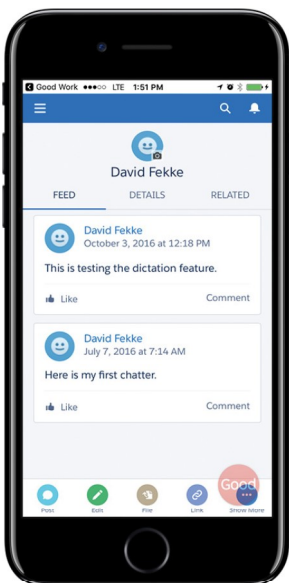 Good Work LTE 1:51 PM
David Fekke
FEED DETAILS RELATED
David Fekke
October 3, 2016 at 12:18 PM
This is testing the dictation feature.
Like Comment
David Fekke
July 7, 2016 at 7:14 AM
Here is my first chatter.
Like Comment
Good
Post Edit File Link Show More